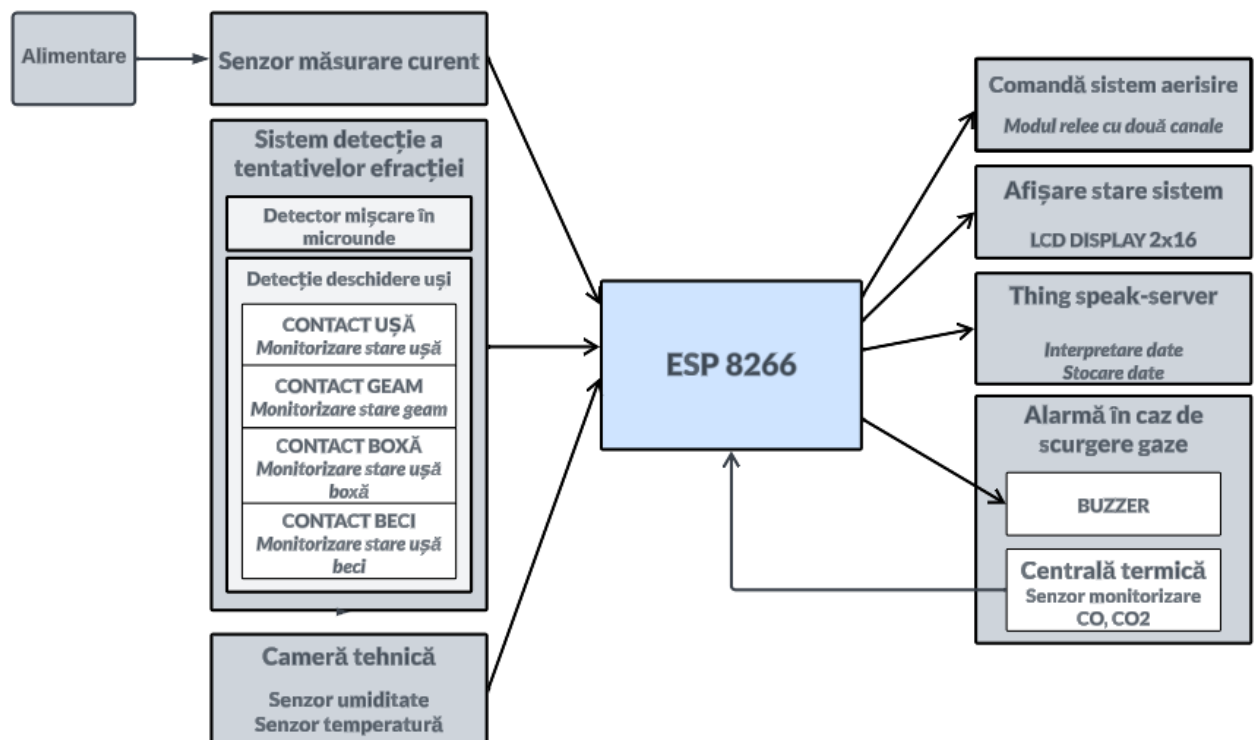 Alimentare
Senzor măsurare curent
Sistem detecție a
tentativelor efracției
Detector mișcare în
microunde
Detecție deschidere uși
CONTACT UȘĂ
Monitorizare stare ușă
CONTACT GEAM
Monitorizare stare geam
CONTACT BOXĂ
Monitorizare stare ușă
boxă
CONTACT BECI
Monitorizare stare ușă
beci
Cameră tehnică
Senzor umiditate
Senzor temperatură
ESP 8266
Comandă sistem aerisire
Modul relee cu două canale
Afișare stare sistem
LCD DISPLAY 2x16
Thing speak-server
Interpretare date
Stocare date
Alarmă în caz de
scurgere gaze
BUZZER
Centrală termică
Senzor monitorizare
CO, CO2